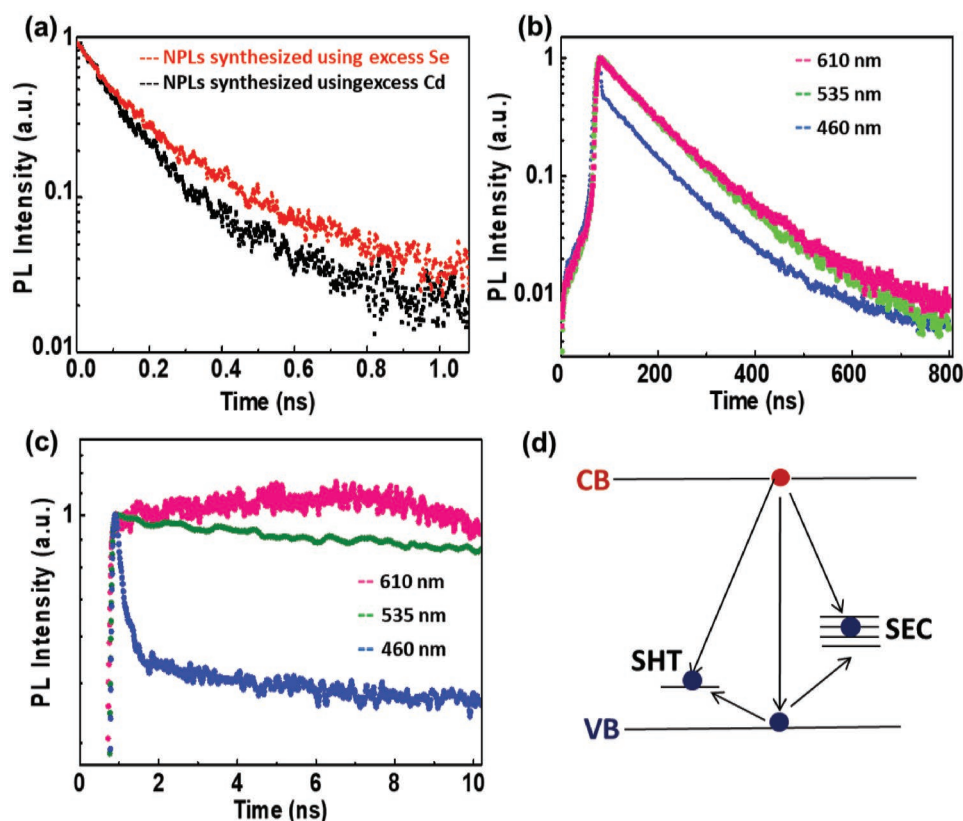 (a)
1
0.1
0.01
PL Intensity (a.u.)
NPLs synthesized using excess Se
NPLs synthesized usingexcess Cd
0.0 0.2 0.4 0.6 0.8 1.0
Time (ns)
(b)
1
0.1
0.01
PL Intensity (a.u.)
610 nm
535 nm
460 nm
0 200 400 600 800
Time (ns)
(c)
1
PL Intensity (a.u.)
610 nm
535 nm
460 nm
0 2 4 6 8 10
Time (ns)
(d)
CB
SEC
SHT
VB